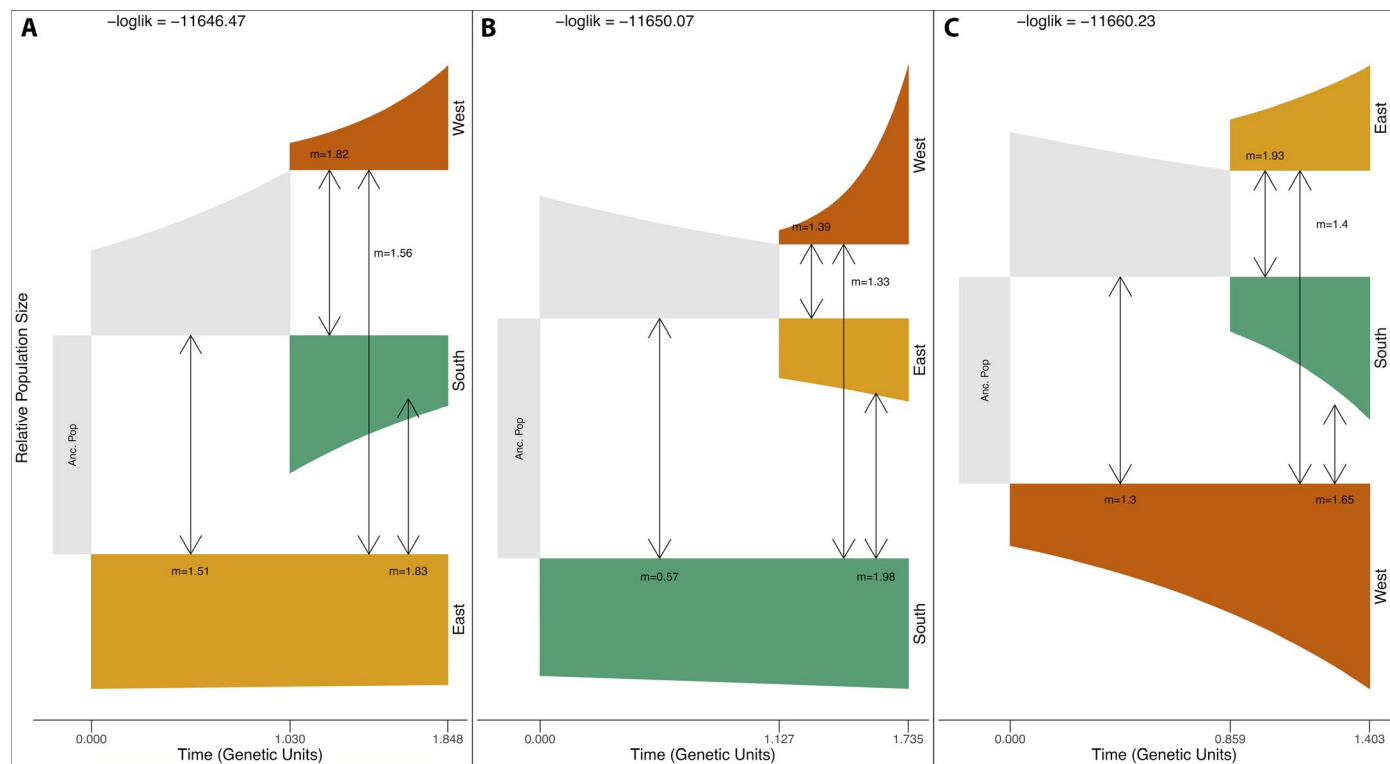 A
-loglik = -11646.47
Relative Population Size
Anc. Pop
m=1.82
m=1.56
m=1.51
m=1.83
West
South
East
0.000
1.030
1.848
Time (Genetic Units)
B
-loglik = -11650.07
Anc. Pop
m=1.39
m=1.33
m=0.57
m=1.98
West
East
South
0.000
1.127
1.735
Time (Genetic Units)
C
-loglik = -11660.23
Anc. Pop
m=1.93
m=1.4
m=1.3
m=1.65
East
South
West
0.000
0.859
1.403
Time (Genetic Units)